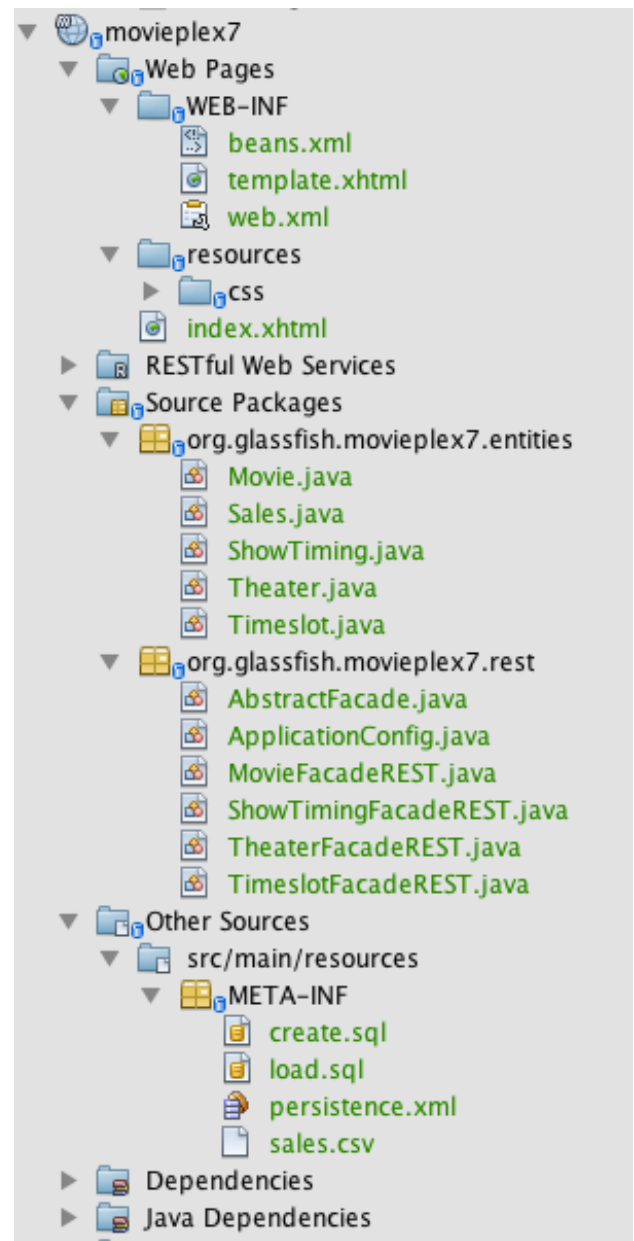 movieplex7
Web Pages
WEB-INF
beans.xml
template.xhtml
web.xml
resources
css
index.xhtml
RESTful Web Services
Source Packages
org.glassfish.movieplex7.entities
Movie.java
Sales.java
ShowTiming.java
Theater.java
Timeslot.java
org.glassfish.movieplex7.rest
AbstractFacade.java
ApplicationConfig.java
MovieFacadeREST.java
ShowTimingFacadeREST.java
TheaterFacadeREST.java
TimeslotFacadeREST.java
Other Sources
src/main/resources
META-INF
create.sql
load.sql
persistence.xml
sales.csv
Dependencies
Java Dependencies